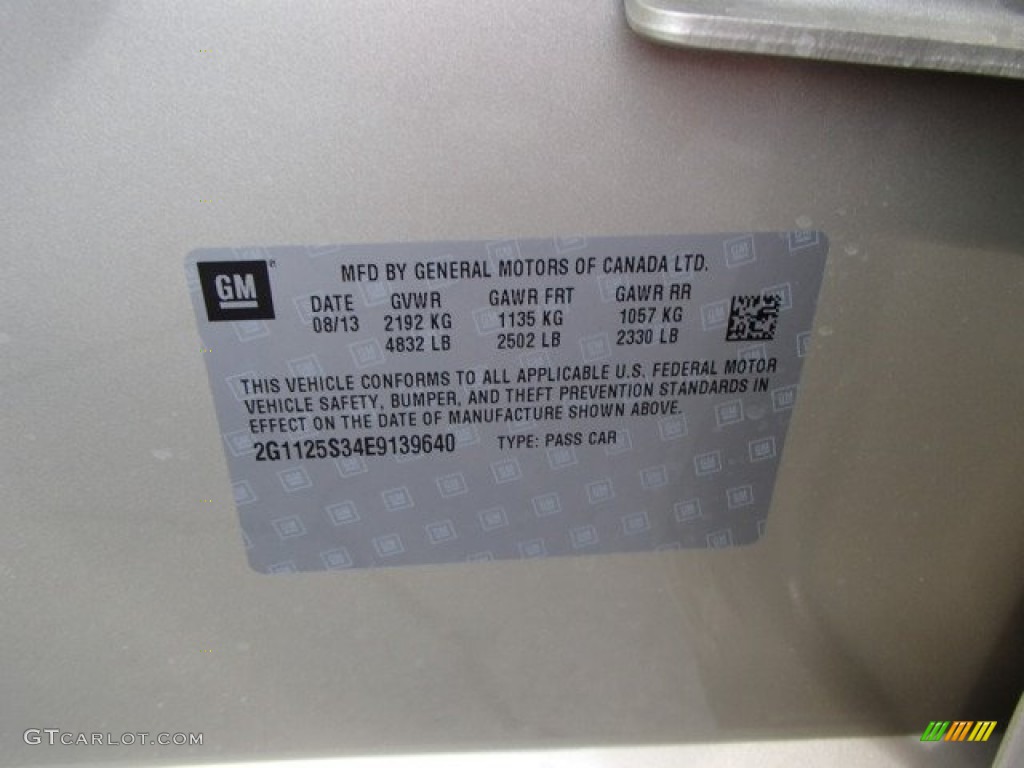 GM
MFD BY GENERAL MOTORS OF CANADA LTD.
DATE GVWR GAWR FRT GAWR RR
08/13 2192 KG 1135 KG 1057 KG
4832 LB 2502 LB 2330 LB
THIS VEHICLE CONFORMS TO ALL APPLICABLE U.S. FEDERAL MOTOR
VEHICLE SAFETY, BUMPER, AND THEFT PREVENTION STANDARDS IN
EFFECT ON THE DATE OF MANUFACTURE SHOWN ABOVE.
2G1125S34E9139640 TYPE: PASS CAR
GTCARLOT.COM